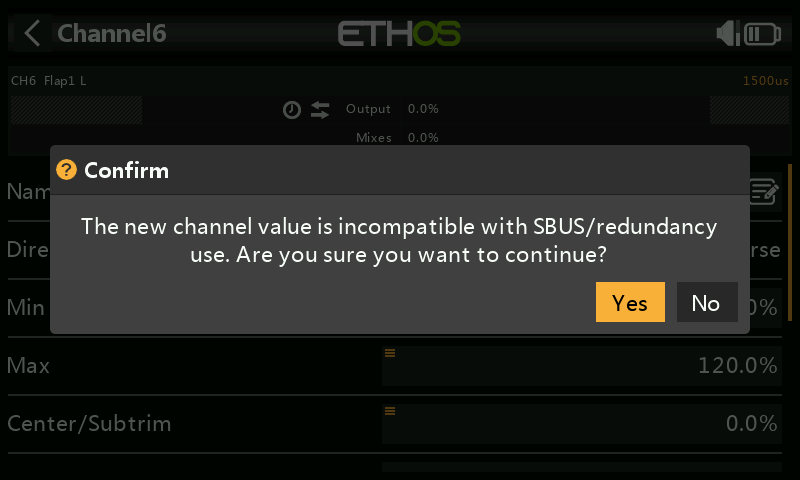 Channel6
ETHOS
CH6 Flap1 L
1500us
Output 0.0%
Mixes 0.0%
? Confirm
Nam
The new channel value is incompatible with SBUS/redundancy
use. Are you sure you want to continue?
Dire
rse
Yes No
Min
0%
Max 120.0%
Center/Subtrim 0.0%